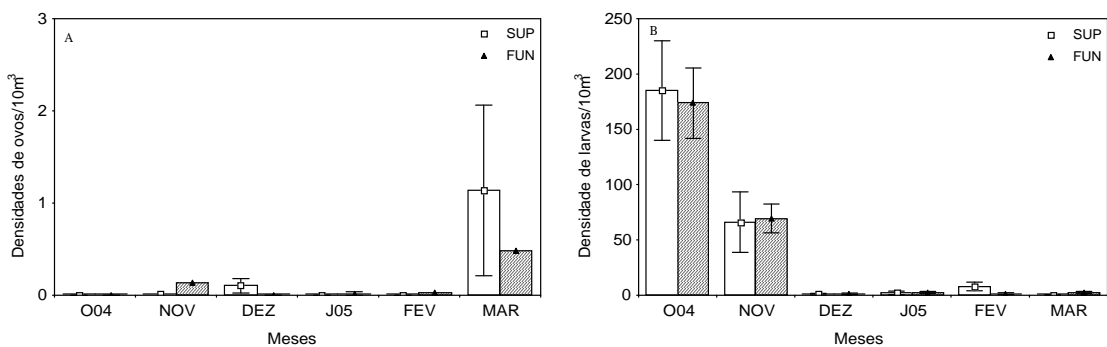 A
SUP
FUN
Densidades de ovos/10m³
3
2
1
0
O04 NOV DEZ J05 FEV MAR
Meses
B
SUP
FUN
Densidade de larvas/10m³
250
200
150
100
50
0
O04 NOV DEZ J05 FEV MAR
Meses